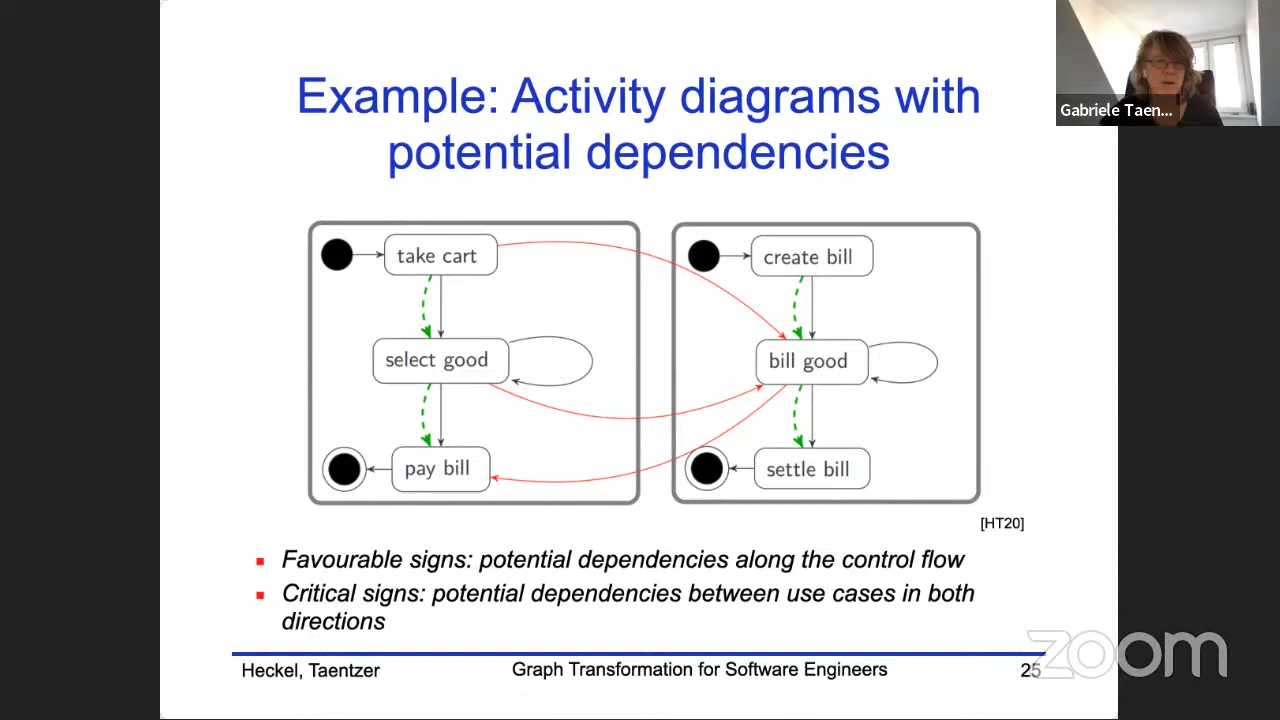 Example: Activity diagrams with
potential dependencies
Gabriele Taen...
take cart
create bill
select good
bill good
pay bill
settle bill
[HT20]
Favourable signs: potential dependencies along the control flow
Critical signs: potential dependencies between use cases in both
directions
Heckel, Taentzer
Graph Transformation for Software Engineers
25
zoom